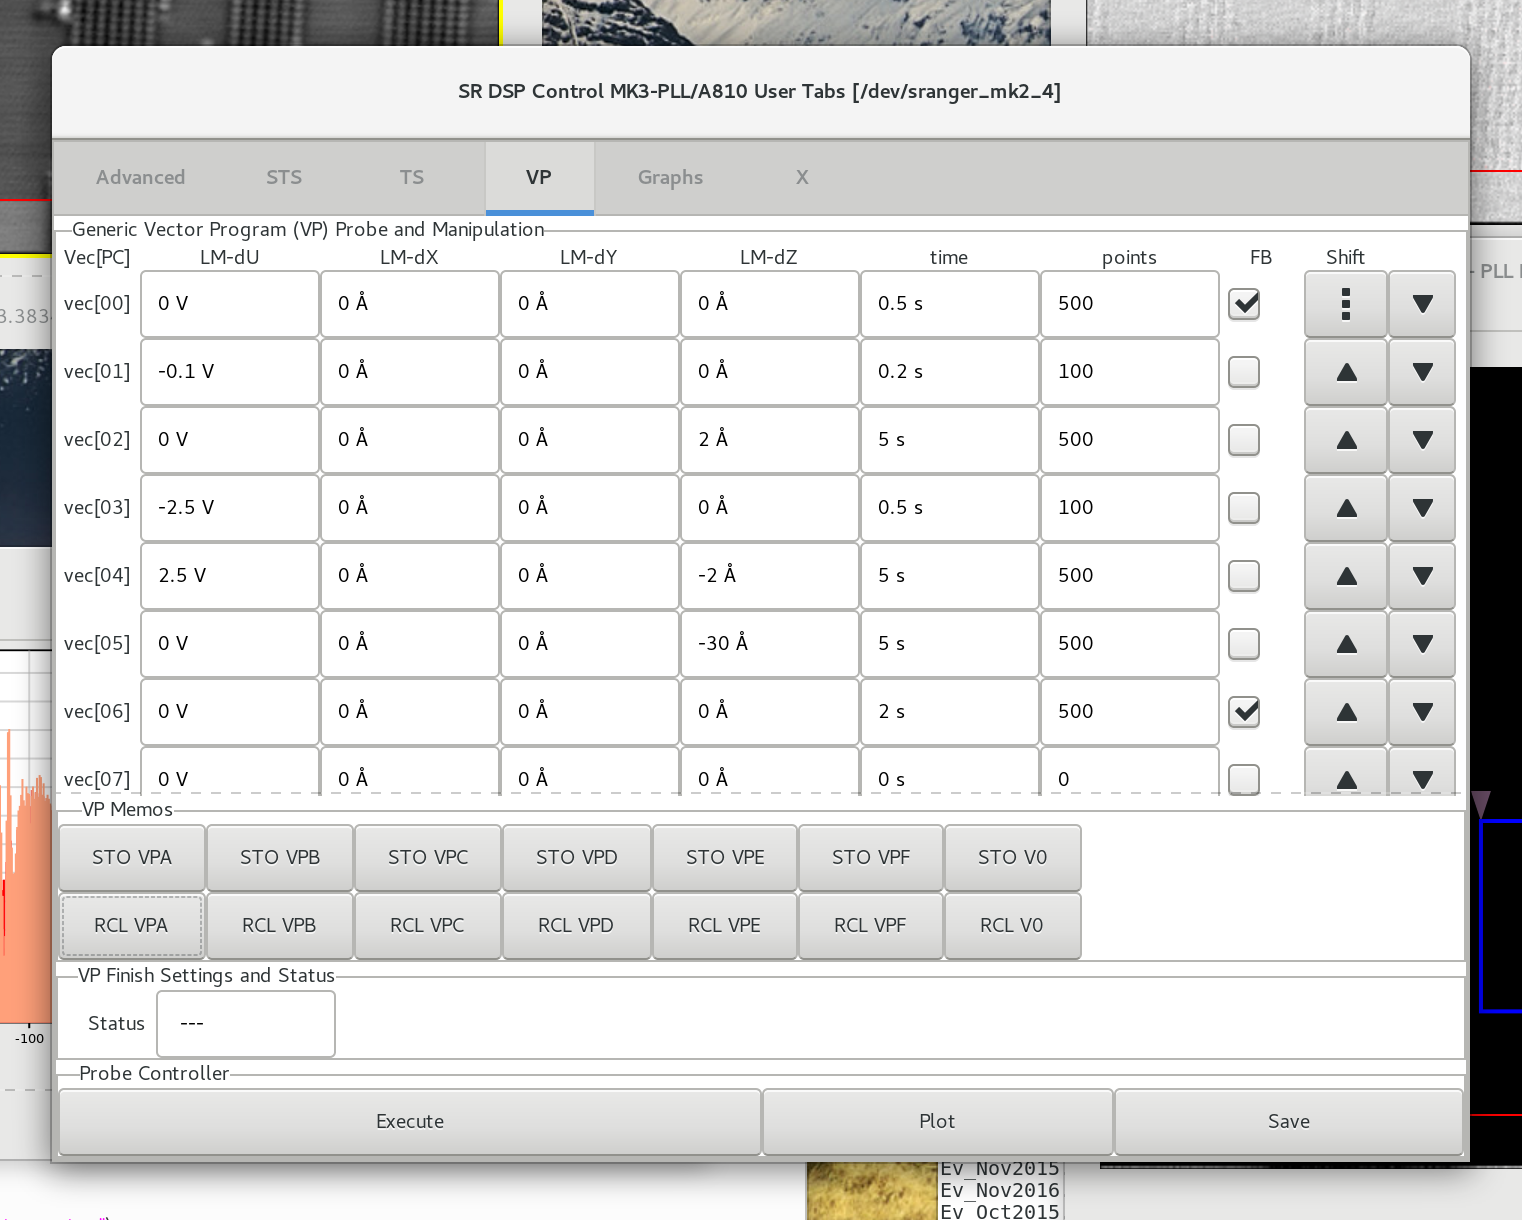 SR DSP Control MK3-PLL/A810 User Tabs [/dev/sranger_mk2_4]
Advanced STS TS VP Graphs X
Generic Vector Program (VP) Probe and Manipulation
Vec[PC] LM-dU LM-dX LM-dY LM-dZ time points FB Shift
vec[00] 0 V 0 Å 0 Å 0 Å 0.5 s 500
vec[01] -0.1 V 0 Å 0 Å 0 Å 0.2 s 100
vec[02] 0 V 0 Å 0 Å 2 Å 5 s 500
vec[03] -2.5 V 0 Å 0 Å 0 Å 0.5 s 100
vec[04] 2.5 V 0 Å 0 Å -2 Å 5 s 500
vec[05] 0 V 0 Å 0 Å -30 Å 5 s 500
vec[06] 0 V 0 Å 0 Å 0 Å 2 s 500
vec[07] 0 V 0 Å 0 Å 0 Å 0 s 0
VP Memos
STO VPA STO VPB STO VPC STO VPD STO VPE STO VPF STO V0
RCL VPA RCL VPB RCL VPC RCL VPD RCL VPE RCL VPF RCL V0
VP Finish Settings and Status
Status ---
Probe Controller
Execute Plot Save
- PLL
-100
Ev_Nov2015
Ev_Nov2016
Ev_Oct2015